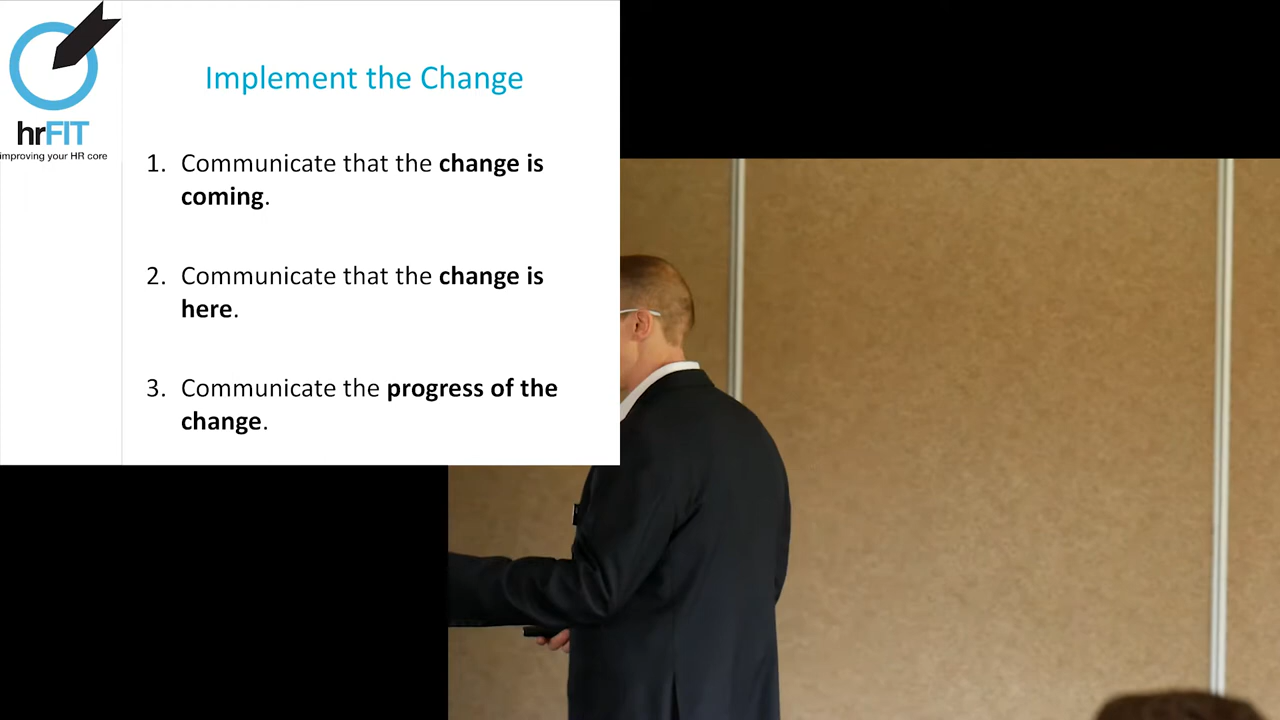 hrFIT
improving your HR core
Implement the Change
1. Communicate that the change is
coming.
2. Communicate that the change is
here.
3. Communicate the progress of the
change.